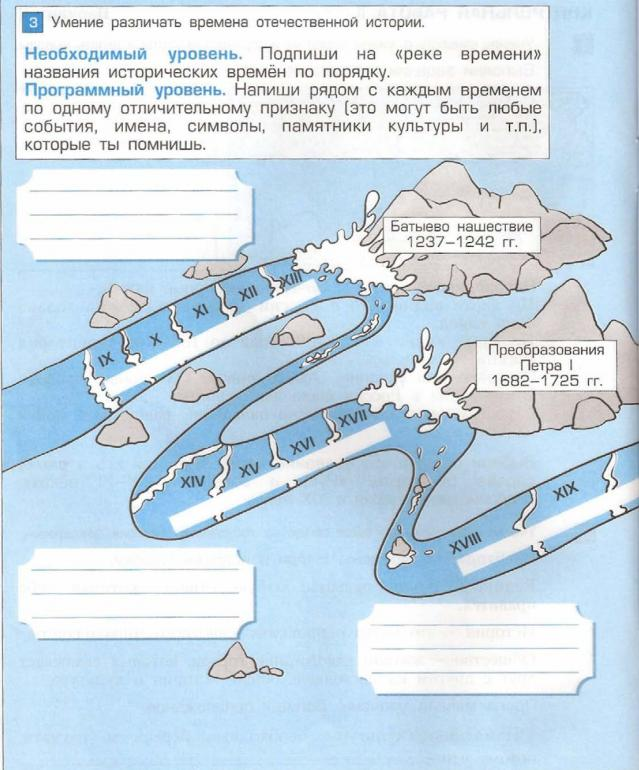 3 Умение различать времена отечественной истории.
Необходимый уровень. Подпиши на «реке времени»
названия исторических времён по порядку.
Программный уровень. Напиши рядом с каждым временем
по одному отличительному признаку (это могут быть любые
события, имена, символы, памятники культуры и т.п.),
которые ты помнишь.
Батыево нашествие
1237–1242 гг.
IX X XI XII XIII
Преобразования
Петра I
1682–1725 гг.
XIV XV XVI XVII
XVIII XIX